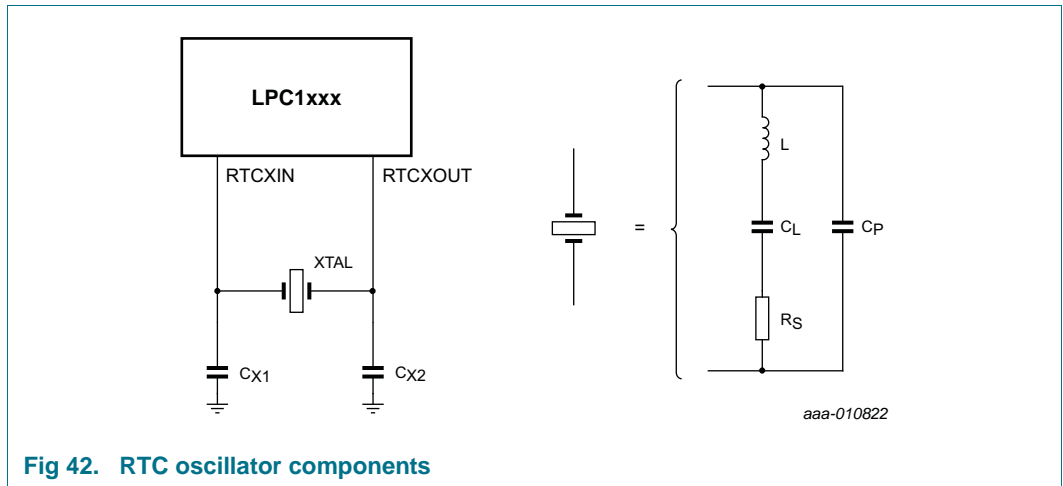 LPC1xxx
RTCXIN
RTCXOUT
XTAL
CX1
CX2
=
L
CL
CP
RS
aaa-010822
Fig 42. RTC oscillator components